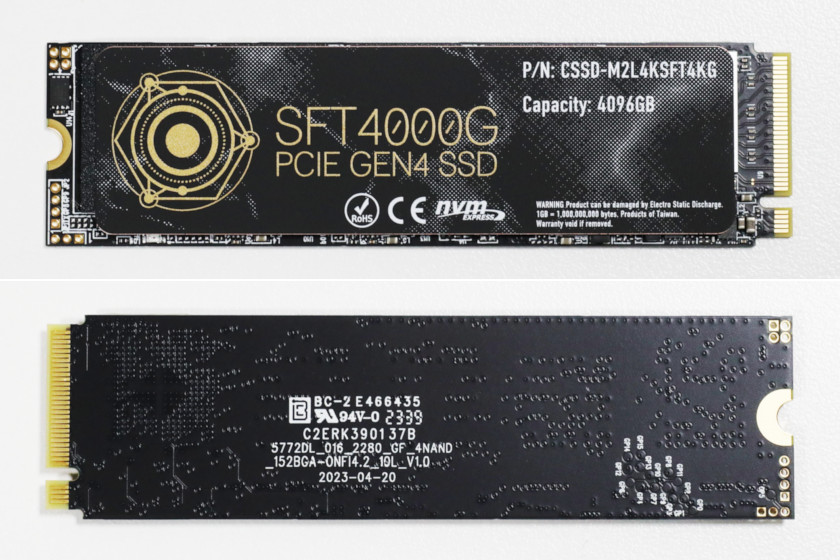 P/N: CSSD-M2L4KSFT4KG
Capacity: 4096GB
SFT4000G
PCIE GEN4 SSD
RoHS
CE
nvm
EXPRESS
WARNING Product can be damaged by Electro Static Discharge.
1GB = 1,000,000,000 bytes. Products of Taiwan.
Warranty void if removed.
BC-2 E466435
94V-0 2339
C2ERK390137B
5772DL_016_2280_GF_4NAND
_152BGA-ONFI4.2_10L_V1.0
2023-04-20